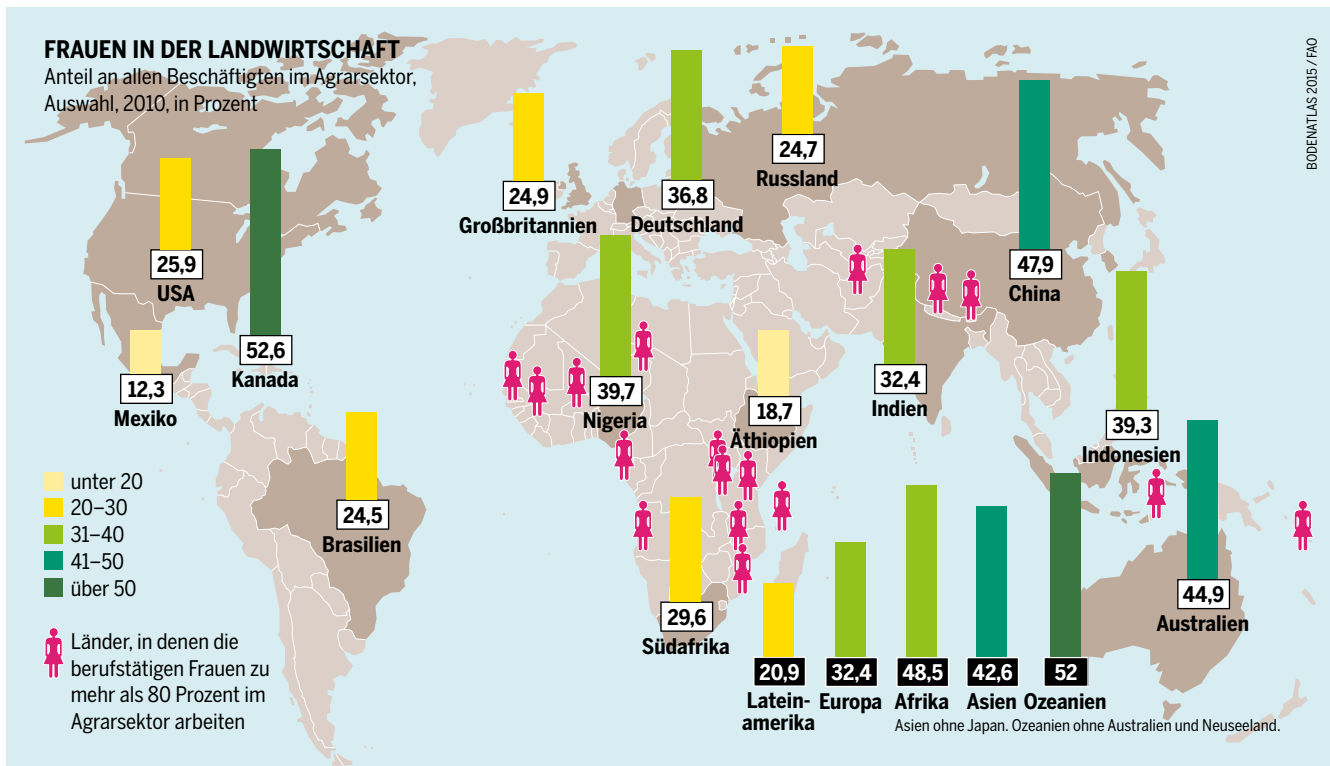 FRAUEN IN DER LANDWIRTSCHAFT
Anteil an allen Beschäftigten im Agrarsektor,
Auswahl, 2010, in Prozent
BODENATLAS 2015 / FAO
25,9
USA
52,6
Kanada
12,3
Mexiko
24,5
Brasilien
24,9
Großbritannien
36,8
Deutschland
24,7
Russland
47,9
China
39,7
Nigeria
18,7
Äthiopien
32,4
Indien
39,3
Indonesien
29,6
Südafrika
44,9
Australien
unter 20
20–30
31–40
41–50
über 50
Länder, in denen die
berufstätigen Frauen zu
mehr als 80 Prozent im
Agrarsektor arbeiten
20,9
Latein-
amerika
32,4
Europa
48,5
Afrika
42,6
Asien
52
Ozeanien
Asien ohne Japan. Ozeanien ohne Australien und Neuseeland.